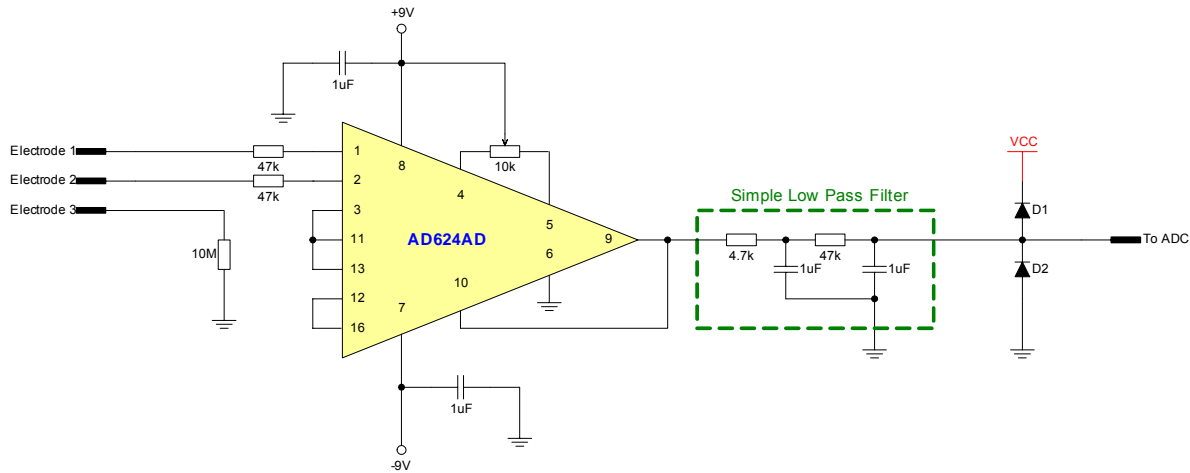 +9V
1uF
Electrode 1
47k
1
8
10k
Electrode 2
47k
2
4
VCC
Electrode 3
3
5
Simple Low Pass Filter
D1
10M
11
AD624AD
9
4.7k
47k
To ADC
13
6
1uF
1uF
D2
12
10
16
7
1uF
-9V